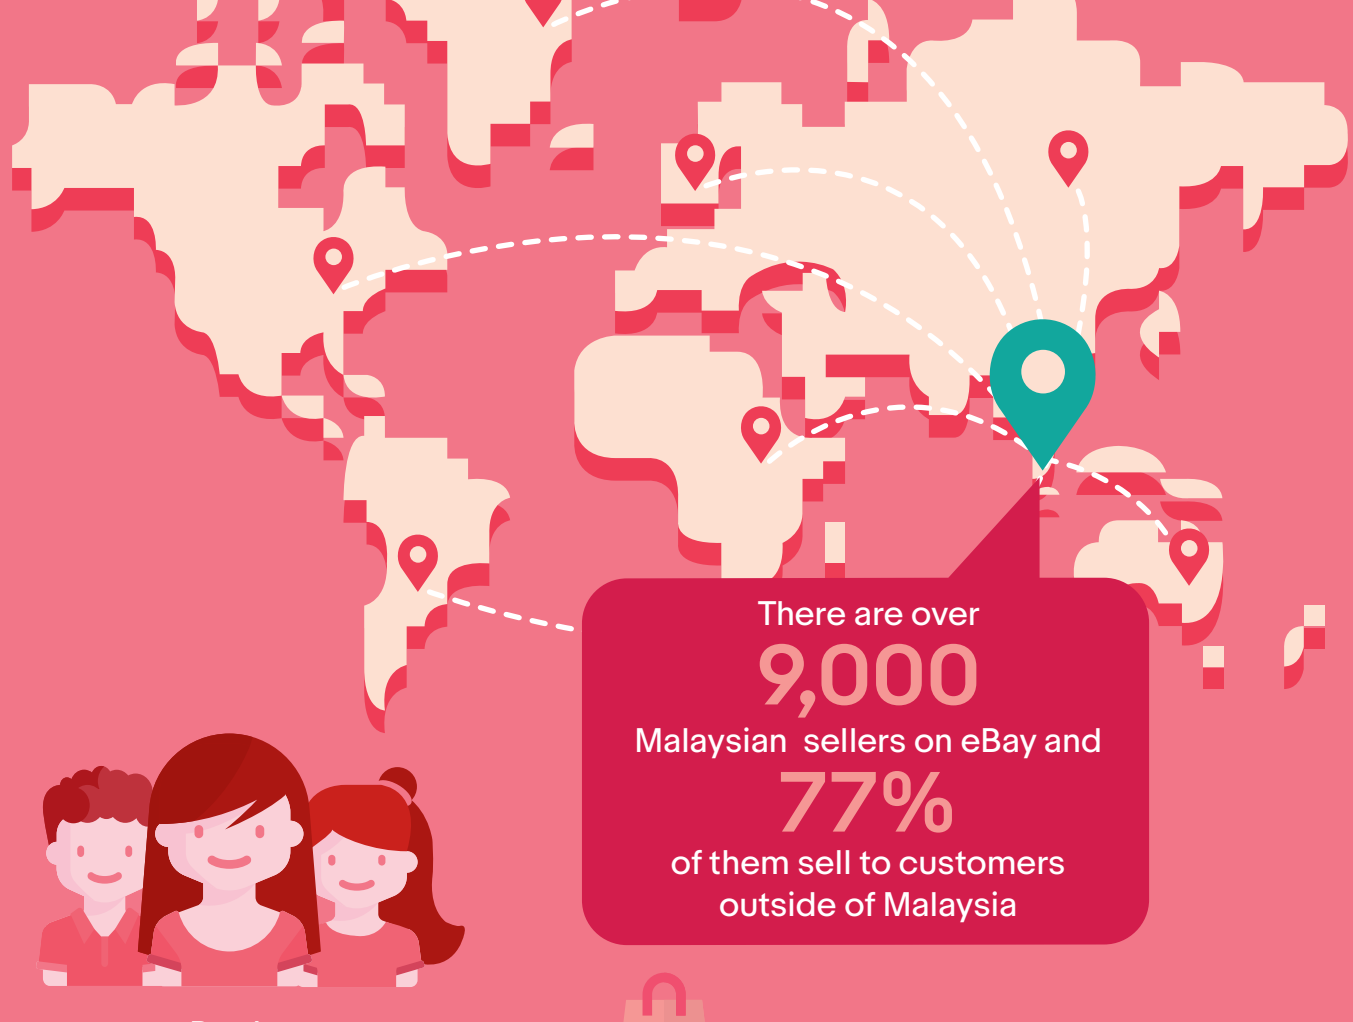 There are over
9,000
Malaysian sellers on eBay and
77%
of them sell to customers
outside of Malaysia